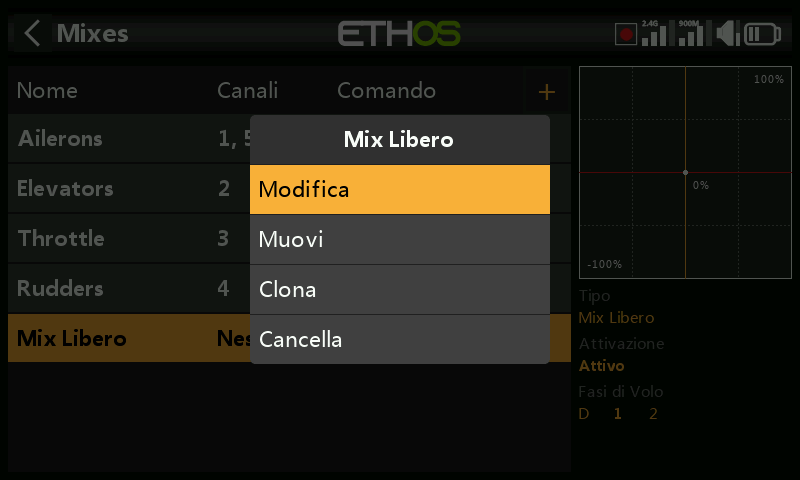 Mixes
ETHOS
2.4G 900M
Nome Canali Comando +
Ailerons 1, 5
Elevators 2
Throttle 3
Rudders 4
Mix Libero Nes
Mix Libero
Modifica
Muovi
Clona
Cancella
100%
0%
-100%
Tipo
Mix Libero
Attivazione
Attivo
Fasi di Volo
D 1 2